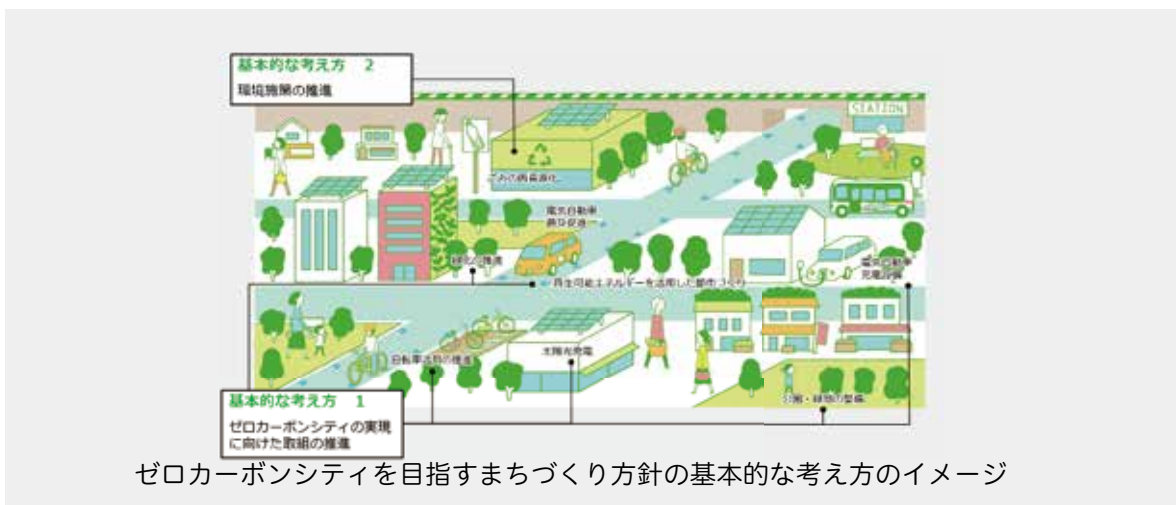 基本的な考え方 2
環境施策の推進
STATION
ごみの再資源化
電気自動車
普及促進
緑化の推進
電気自動車
充電設備
再生可能エネルギーを活用した都市づくり
自転車活用の推進
太陽光発電
公園・緑地の整備
基本的な考え方 1
ゼロカーボンシティの実現
に向けた取組の推進
ゼロカーボンシティを目指すまちづくり方針の基本的な考え方のイメージ